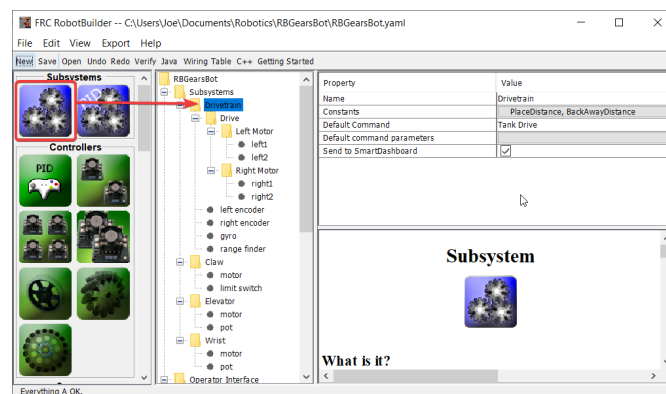 FRC RobotBuilder -- C:\Users\Joe\Documents\Robotics\RBGearsBot\RBGearsBot.yaml
File Edit View Export Help
New Save Open Undo Redo Verify Java Wiring Table C++ Getting Started
Subsystems
PID
Controllers
PID
RBGearsBot
Subsystems
Drivetrain
Drive
Left Motor
left1
left2
Right Motor
right1
right2
left encoder
right encoder
gyro
range finder
Claw
motor
limit switch
Elevator
motor
pot
Wrist
motor
pot
Operator Interface
Property Value
Name Drivetrain
Constants PlaceDistance, BackAwayDistance
Default Command Tank Drive
Default command parameters
Send to SmartDashboard
Subsystem
What is it?
Everything A OK.